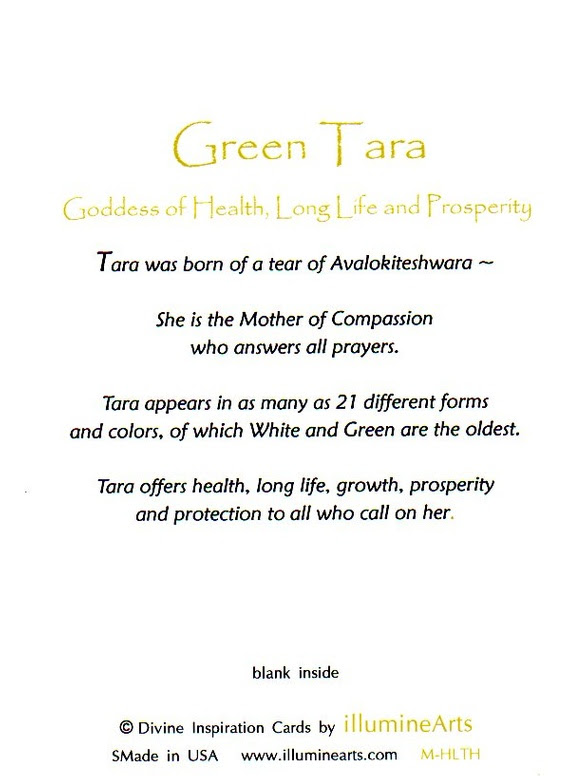 Green Tara
Goddess of Health, Long Life and Prosperity
Tara was born of a tear of Avalokiteshwara ~
She is the Mother of Compassion
who answers all prayers.
Tara appears in as many as 21 different forms
and colors, of which White and Green are the oldest.
Tara offers health, long life, growth, prosperity
and protection to all who call on her.
blank inside
© Divine Inspiration Cards by illumineArts
SMade in USA www.illuminearts.com M-HLTH